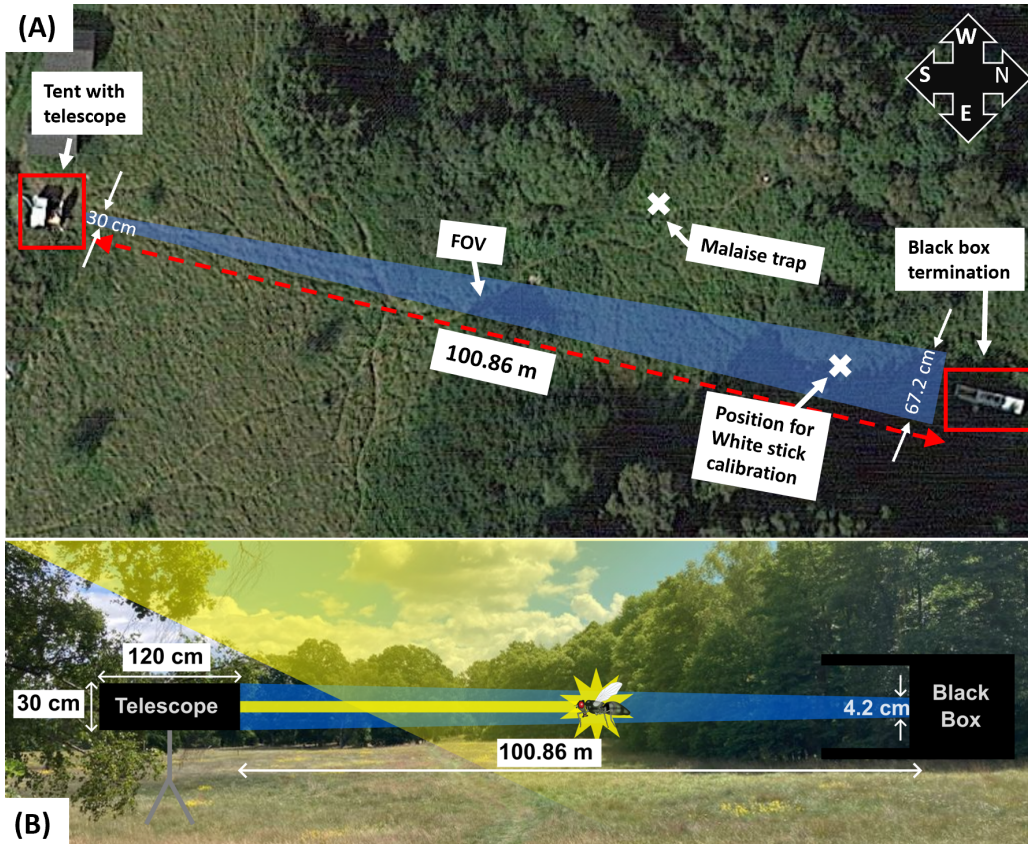 (A)
W
S
N
E
Tent with
telescope
30 cm
FOV
Malaise trap
Black box
termination
100.86 m
67.2 cm
Position for
White stick
calibration
120 cm
30 cm
Telescope
4.2 cm
Black
Box
100.86 m
(B)